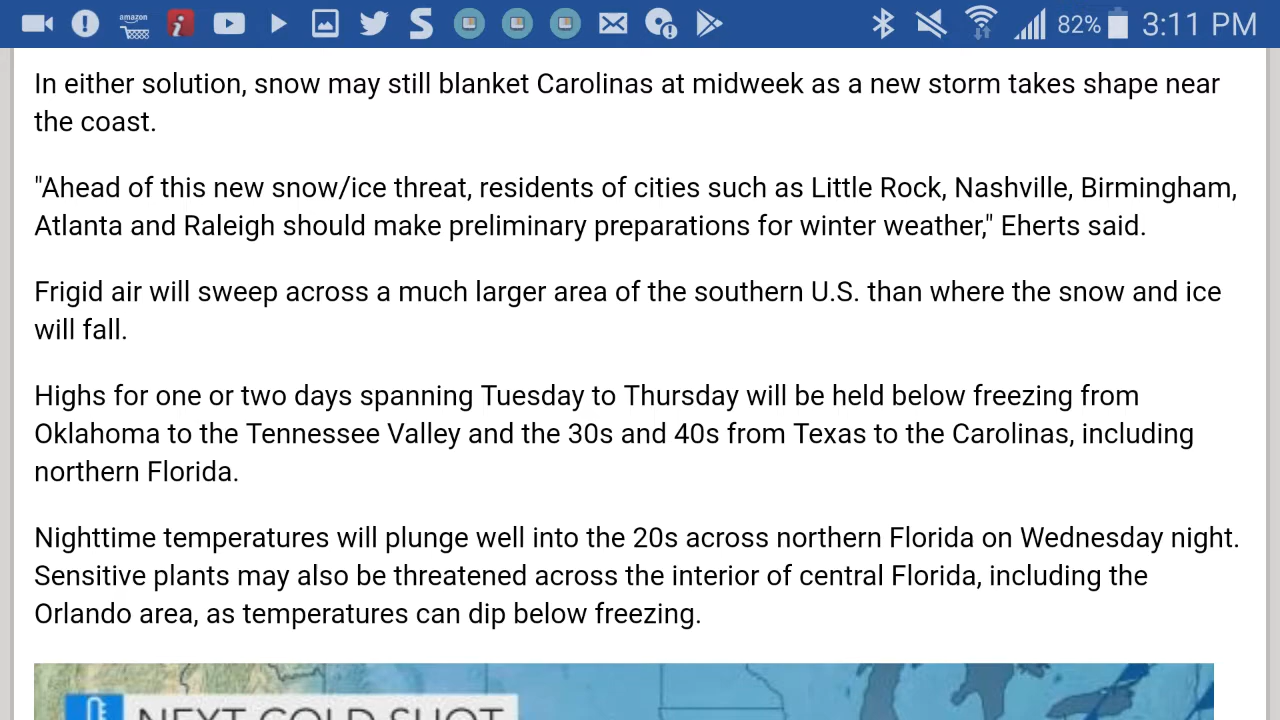 amazon
82% 3:11 PM
In either solution, snow may still blanket Carolinas at midweek as a new storm takes shape near
the coast.
"Ahead of this new snow/ice threat, residents of cities such as Little Rock, Nashville, Birmingham,
Atlanta and Raleigh should make preliminary preparations for winter weather," Eherts said.
Frigid air will sweep across a much larger area of the southern U.S. than where the snow and ice
will fall.
Highs for one or two days spanning Tuesday to Thursday will be held below freezing from
Oklahoma to the Tennessee Valley and the 30s and 40s from Texas to the Carolinas, including
northern Florida.
Nighttime temperatures will plunge well into the 20s across northern Florida on Wednesday night.
Sensitive plants may also be threatened across the interior of central Florida, including the
Orlando area, as temperatures can dip below freezing.
NEXT COLD SHOT